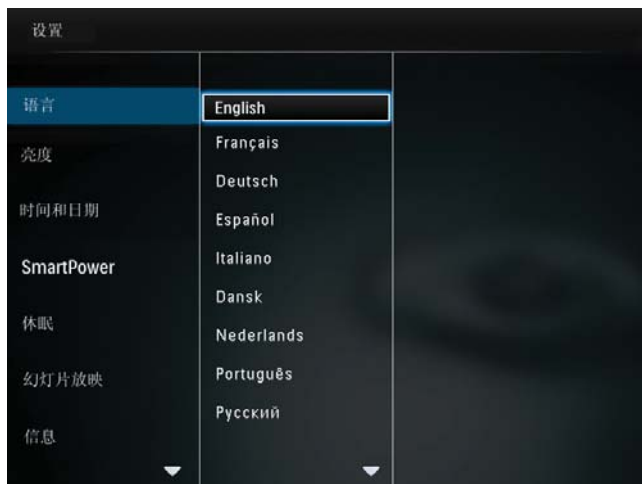 设置
语言
亮度
时间和日期
SmartPower
休眠
幻灯片放映
信息
English
Français
Deutsch
Español
Italiano
Dansk
Nederlands
Português
Русский